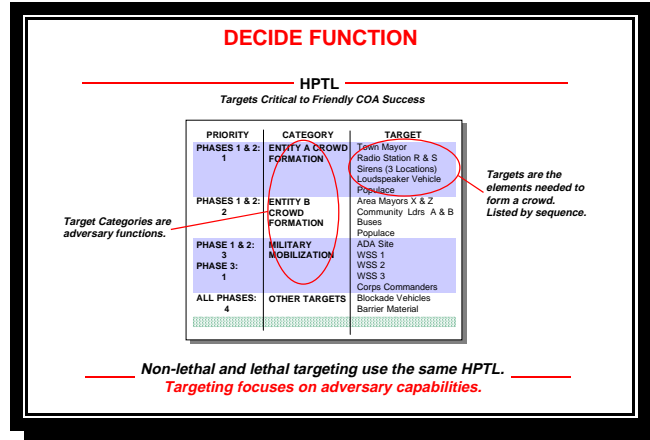 DECIDE FUNCTION
HPTL
Targets Critical to Friendly COA Success
PRIORITY CATEGORY TARGET
PHASES 1 & 2: ENTITY A CROWD Town Mayor
1 FORMATION Radio Station R & S
Sirens (3 Locations)
Loudspeaker Vehicle
Populace
PHASES 1 & 2: ENTITY B Area Mayors X & Z
2 CROWD Community Ldrs A & B
FORMATION Buses
Populace
PHASE 1 & 2: MILITARY ADA Site
3 MOBILIZATION WSS 1
PHASE 3: WSS 2
1 WSS 3
Corps Commanders
ALL PHASES: OTHER TARGETS Blockade Vehicles
4 Barrier Material
Target Categories are
adversary functions.
Targets are the
elements needed to
form a crowd.
Listed by sequence.
Non-lethal and lethal targeting use the same HPTL.
Targeting focuses on adversary capabilities.